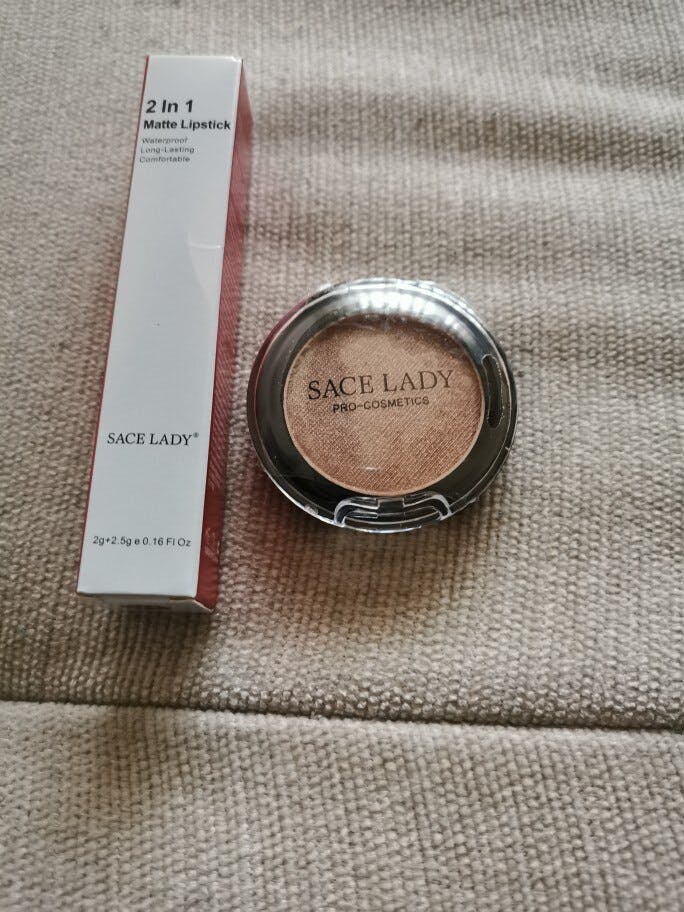 2 In 1
Matte Lipstick
Waterproof
Long-Lasting
Comfortable
SACE LADY®
2g+2.5g e 0.16 Fl Oz
SACE LADY
PRO-COSMETICS